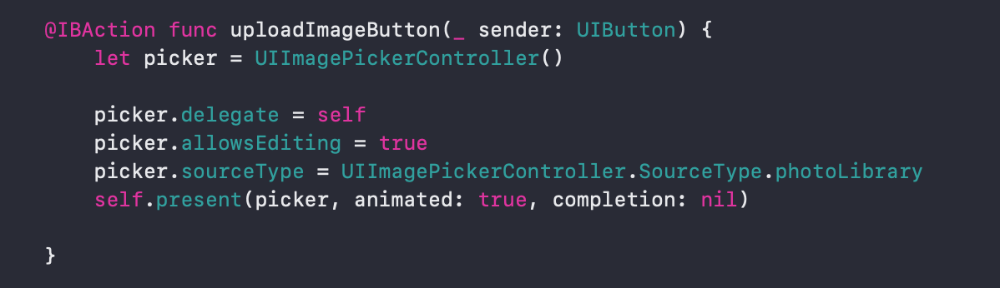 @IBAction func uploadImageButton(_ sender: UIButton) {
let picker = UIImagePickerController()
picker.delegate = self
picker.allowsEditing = true
picker.sourceType = UIImagePickerController.SourceType.photoLibrary
self.present(picker, animated: true, completion: nil)
}